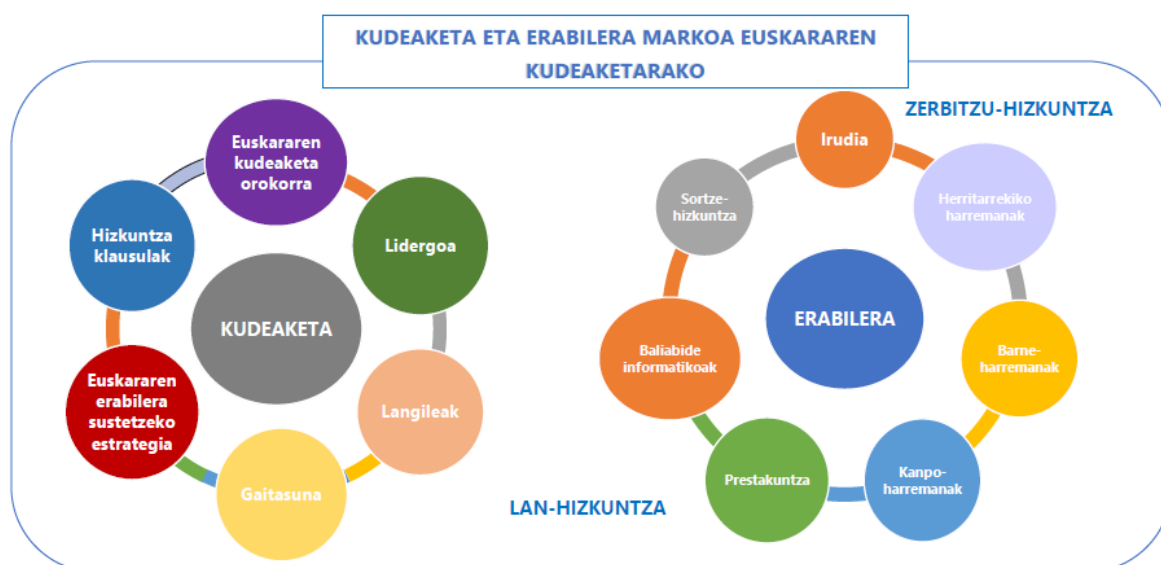 KUDEAKETA ETA ERABILERA MARKOA EUSKARAREN
KUDEAKETARAKO
Euskararen
kudeaketa
orokorra
Lidergoa
Langileak
Gaitasuna
Euskararen
erabilera
sustetzeko
estrategia
Hizkuntza
klausulak
KUDEAKETA
ZERBITZU-HIZKUNTZA
Irudia
Herritarrekiko
harremanak
Barne-
harremanak
Kanpo-
harremanak
Prestakuntza
Baliabide
informatikoak
Sortze-
hizkuntza
ERABILERA
LAN-HIZKUNTZA